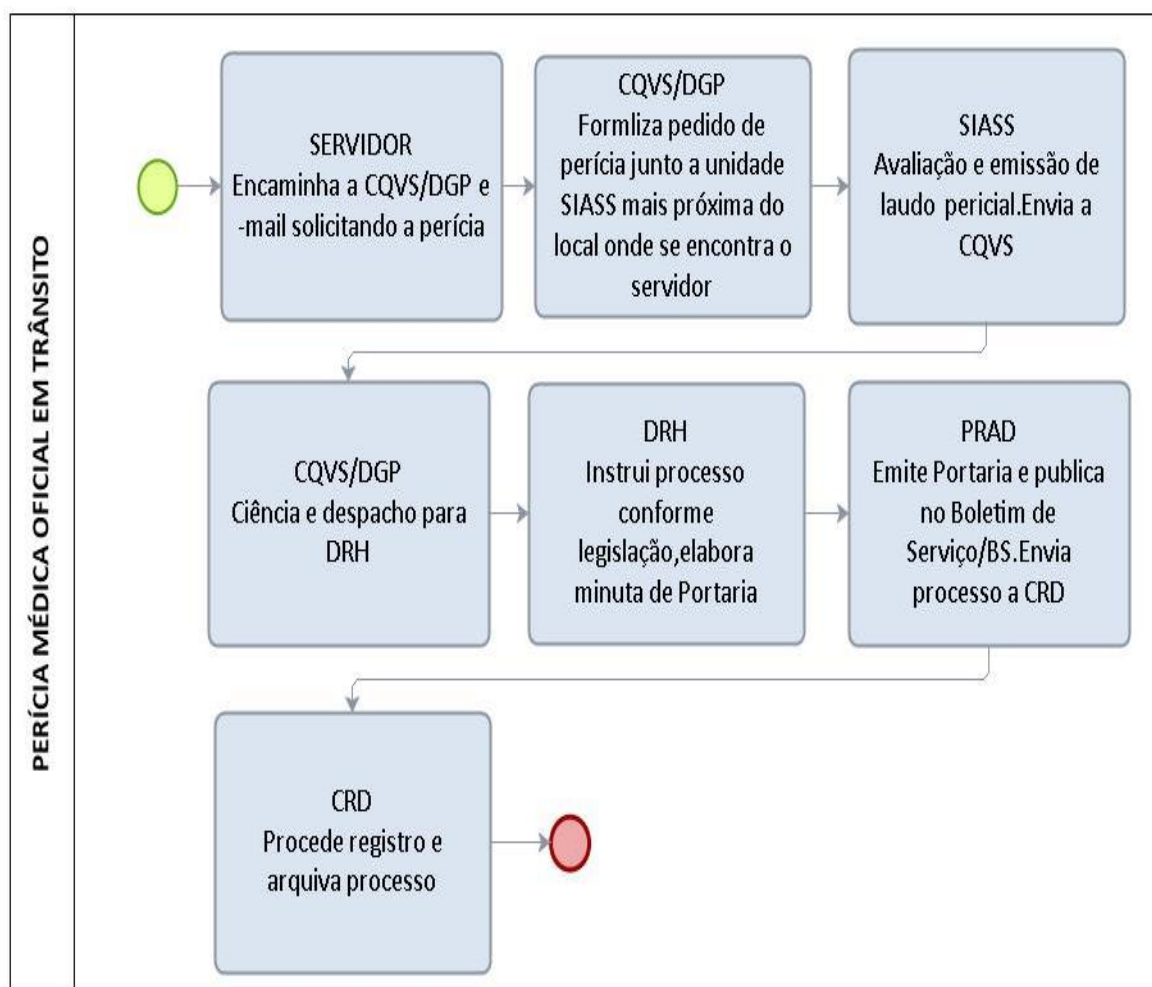 PERÍCIA MÉDICA OFICIAL EM TRÂNSITO
SERVIDOR
Encaminha a CQVS/DGP e
-mail solicitando a perícia
CQVS/DGP
Formliza pedido de
perícia junto a unidade
SIASS mais próxima do
local onde se encontra o
servidor
SIASS
Avaliação e emissão de
laudo pericial.Envia a
CQVS
CQVS/DGP
Ciência e despacho para
DRH
DRH
Instrui processo
conforme
legislação,elabora
minuta de Portaria
PRAD
Emite Portaria e publica
no Boletim de
Serviço/BS.Envia
processo a CRD
CRD
Procede registro e
arquiva processo